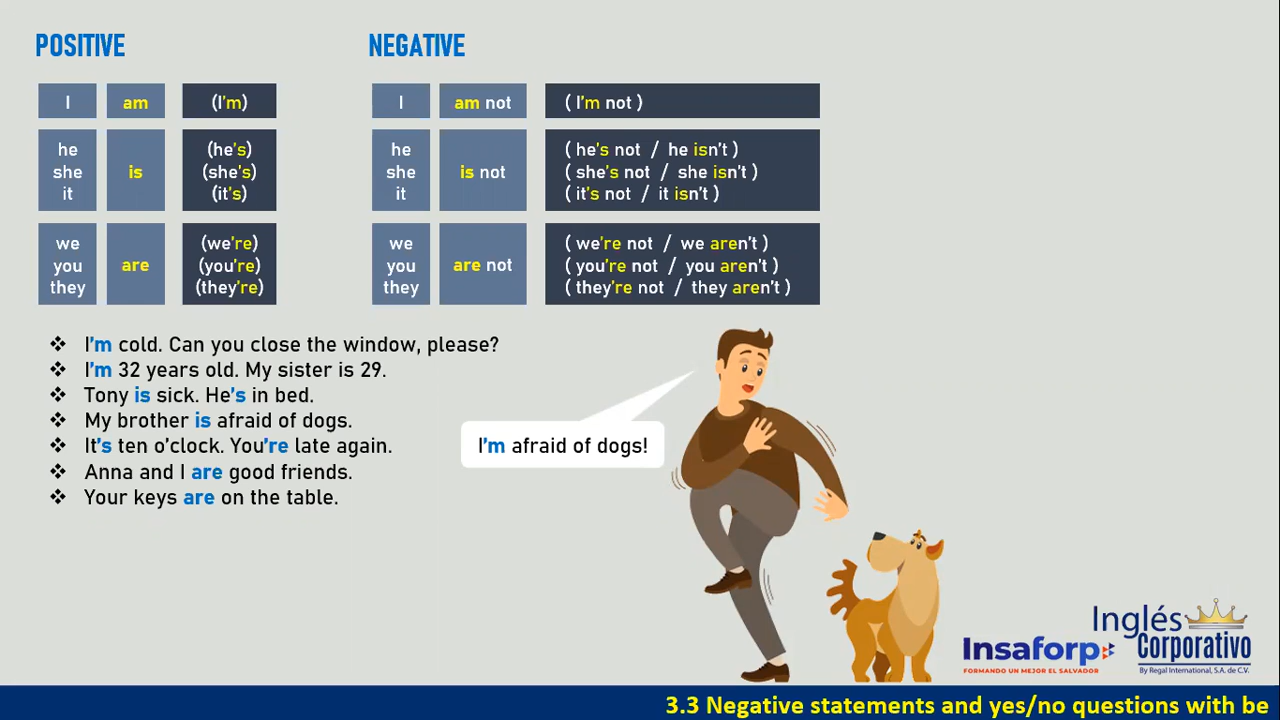 POSITIVE
I am (I'm)
he
she
it
is
(he's)
(she's)
(it's)
we
you
they
are
(we're)
(you're)
(they're)
NEGATIVE
I am not ( I'm not )
he
she
it
is not
( he's not / he isn't )
( she's not / she isn't )
( it's not / it isn't )
we
you
they
are not
( we're not / we aren't )
( you're not / you aren't )
( they're not / they aren't )
❖ I'm cold. Can you close the window, please?
❖ I'm 32 years old. My sister is 29.
❖ Tony is sick. He's in bed.
❖ My brother is afraid of dogs.
❖ It's ten o'clock. You're late again.
❖ Anna and I are good friends.
❖ Your keys are on the table.
I'm afraid of dogs!
Insaforp
FORMANDO UN MEJOR EL SALVADOR
Inglés
Corporativo
By Regal International, S.A. de C.V.
3.3 Negative statements and yes/no questions with be